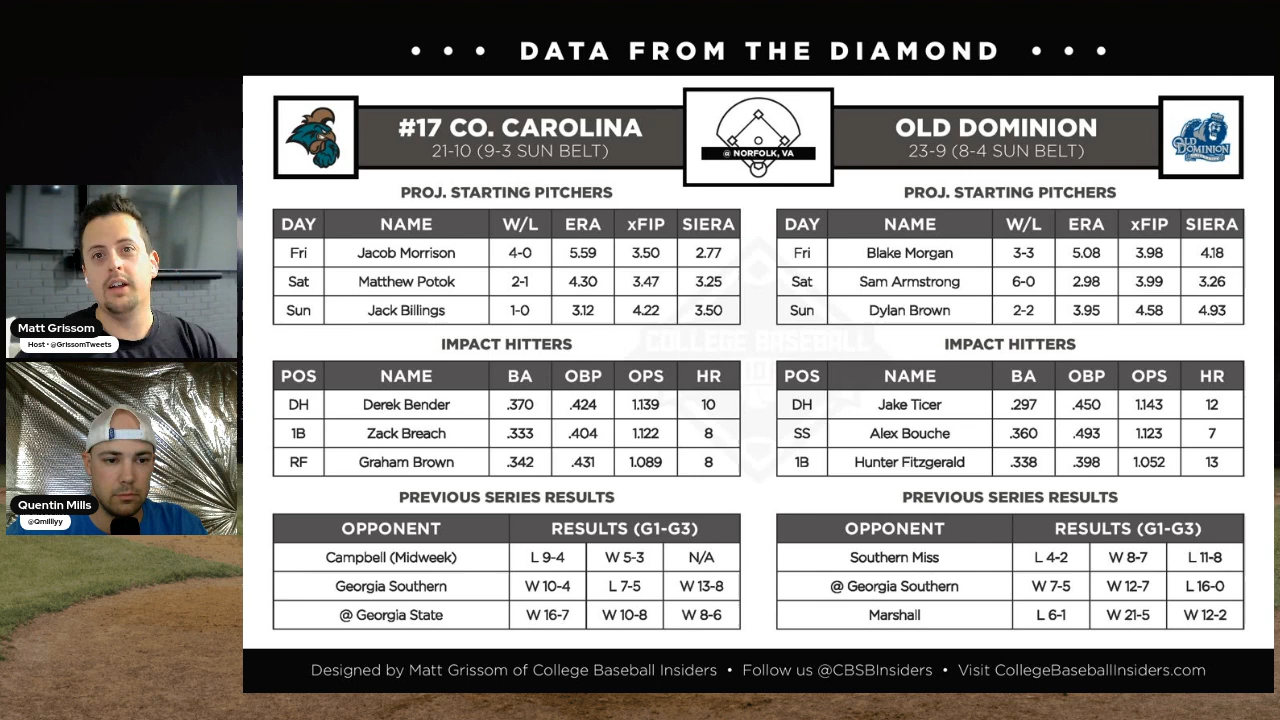 • • • DATA FROM THE DIAMOND • • •
#17 CO. CAROLINA
21-10 (9-3 SUN BELT)
@ NORFOLK, VA
OLD DOMINION
23-9 (8-4 SUN BELT)
OLD DOMINION
PROJ. STARTING PITCHERS
DAY NAME W/L ERA xFIP SIERA
Fri Jacob Morrison 4-0 5.59 3.50 2.77
Sat Matthew Potok 2-1 4.30 3.47 3.25
Sun Jack Billings 1-0 3.12 4.22 3.50
PROJ. STARTING PITCHERS
DAY NAME W/L ERA xFIP SIERA
Fri Blake Morgan 3-3 5.08 3.98 4.18
Sat Sam Armstrong 6-0 2.98 3.99 3.26
Sun Dylan Brown 2-2 3.95 4.58 4.93
COLLEGE BASEBALL
IMPACT HITTERS
POS NAME BA OBP OPS HR
DH Derek Bender .370 .424 1.139 10
1B Zack Breach .333 .404 1.122 8
RF Graham Brown .342 .431 1.089 8
IMPACT HITTERS
POS NAME BA OBP OPS HR
DH Jake Ticer .297 .450 1.143 12
SS Alex Bouche .360 .493 1.123 7
1B Hunter Fitzgerald .338 .398 1.052 13
PREVIOUS SERIES RESULTS
OPPONENT RESULTS (G1-G3)
Campbell (Midweek) L 9-4 W 5-3 N/A
Georgia Southern W 10-4 L 7-5 W 13-8
@ Georgia State W 16-7 W 10-8 W 8-6
PREVIOUS SERIES RESULTS
OPPONENT RESULTS (G1-G3)
Southern Miss L 4-2 W 8-7 L 11-8
@ Georgia Southern W 7-5 W 12-7 L 16-0
Marshall L 6-1 W 21-5 W 12-2
Designed by Matt Grissom of College Baseball Insiders • Follow us @CBSBInsiders • Visit CollegeBaseballInsiders.com
Matt Grissom
Host • @GrissomTweets
Quentin Mills
@Qmillyy